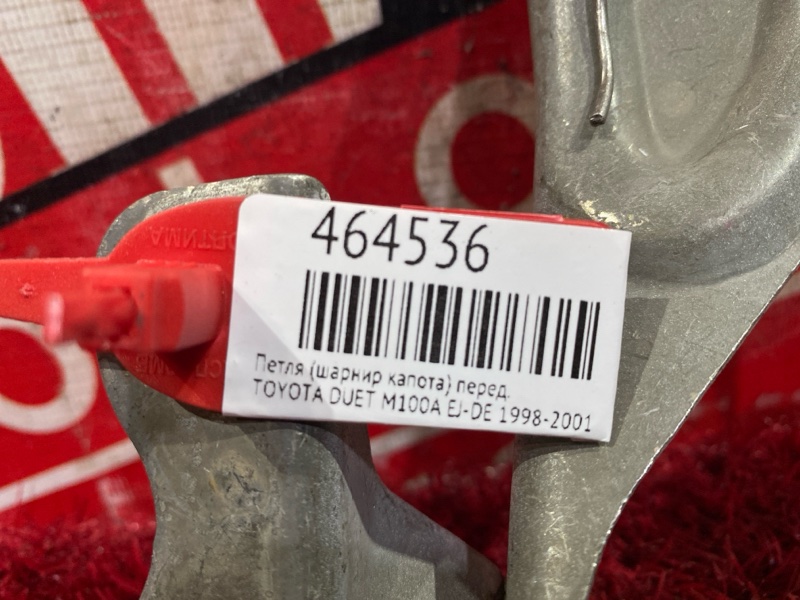 464536
Петля (шарнир капота) перед.
TOYOTA DUET M100A EJ-DE 1998-2001